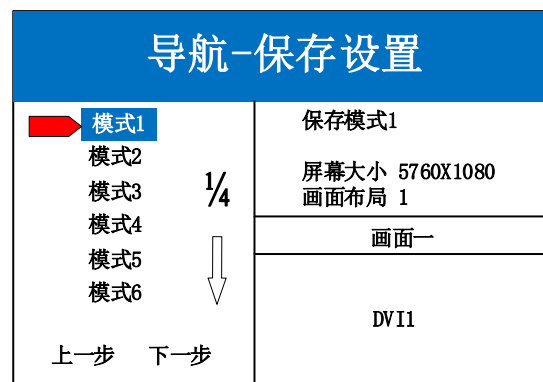 导航-保存设置
模式1
模式2
模式3
模式4
模式5
模式6
1/4
上一步 下一步
保存模式1
屏幕大小 5760X1080
画面布局 1
画面一
DVI1